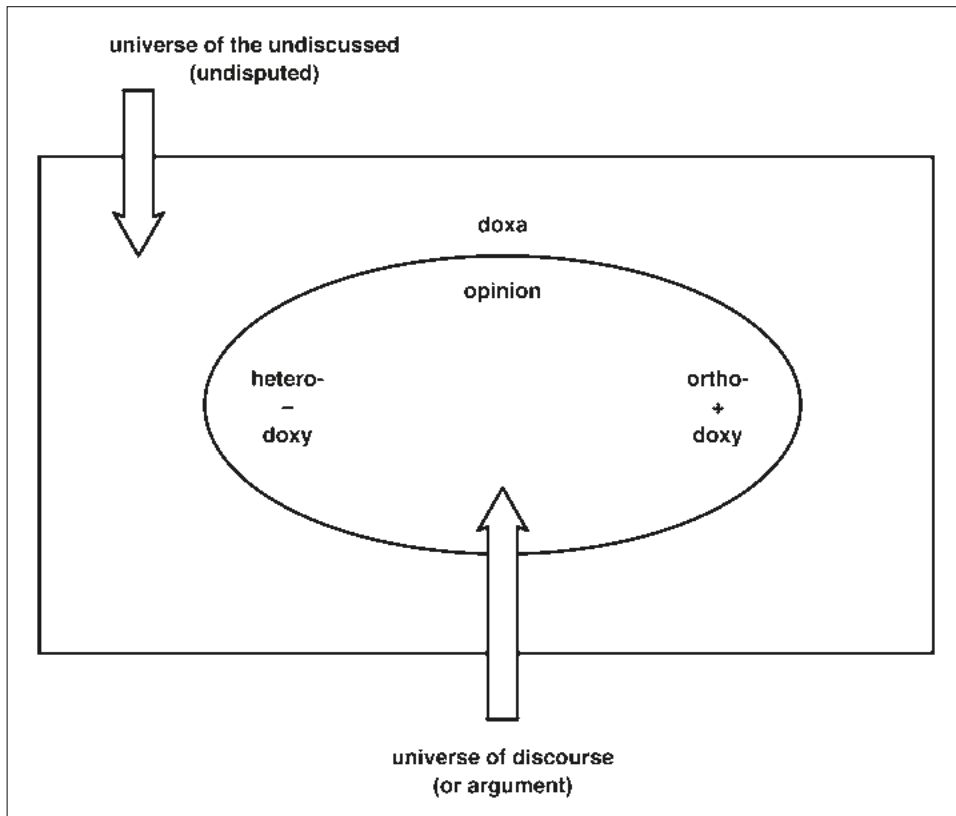 universe of the undiscussed
(undisputed)
doxa
opinion
hetero-
–
doxy
ortho-
+
doxy
universe of discourse
(or argument)